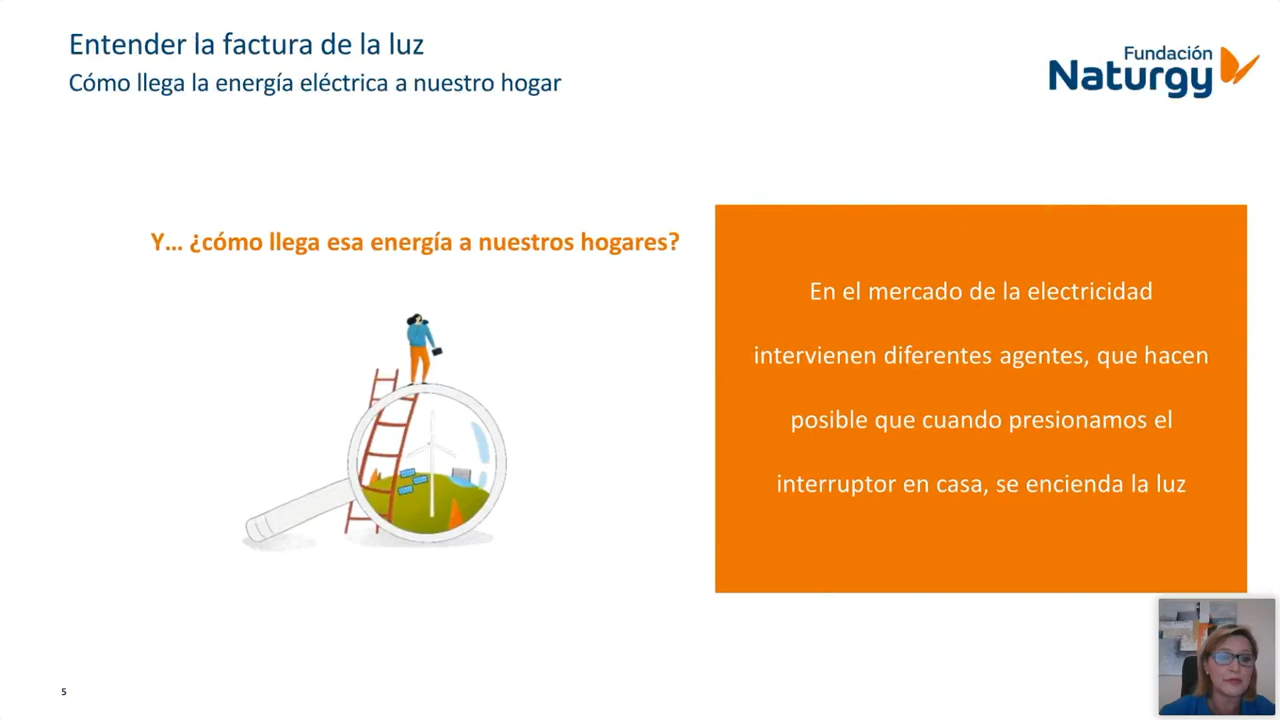 Entender la factura de la luz
Cómo llega la energía eléctrica a nuestro hogar
Fundación
Naturgy
Y... ¿cómo llega esa energía a nuestros hogares?
En el mercado de la electricidad
intervienen diferentes agentes, que hacen
posible que cuando presionamos el
interruptor en casa, se encienda la luz
5